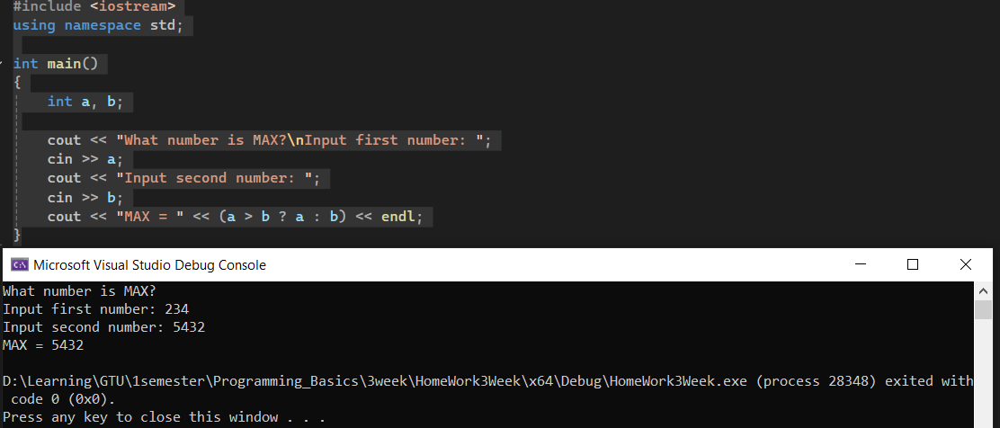 #include <iostream>
using namespace std;
int main()
{
int a, b;
cout << "What number is MAX?\nInput first number: ";
cin >> a;
cout << "Input second number: ";
cin >> b;
cout << "MAX = " << (a > b ? a : b) << endl;
}
C:\ Microsoft Visual Studio Debug Console
What number is MAX?
Input first number: 234
Input second number: 5432
MAX = 5432
D:\Learning\GTU\1semester\Programming_Basics\3week\HomeWork3Week\x64\Debug\HomeWork3Week.exe (process 28348) exited with
code 0 (0x0).
Press any key to close this window . . .